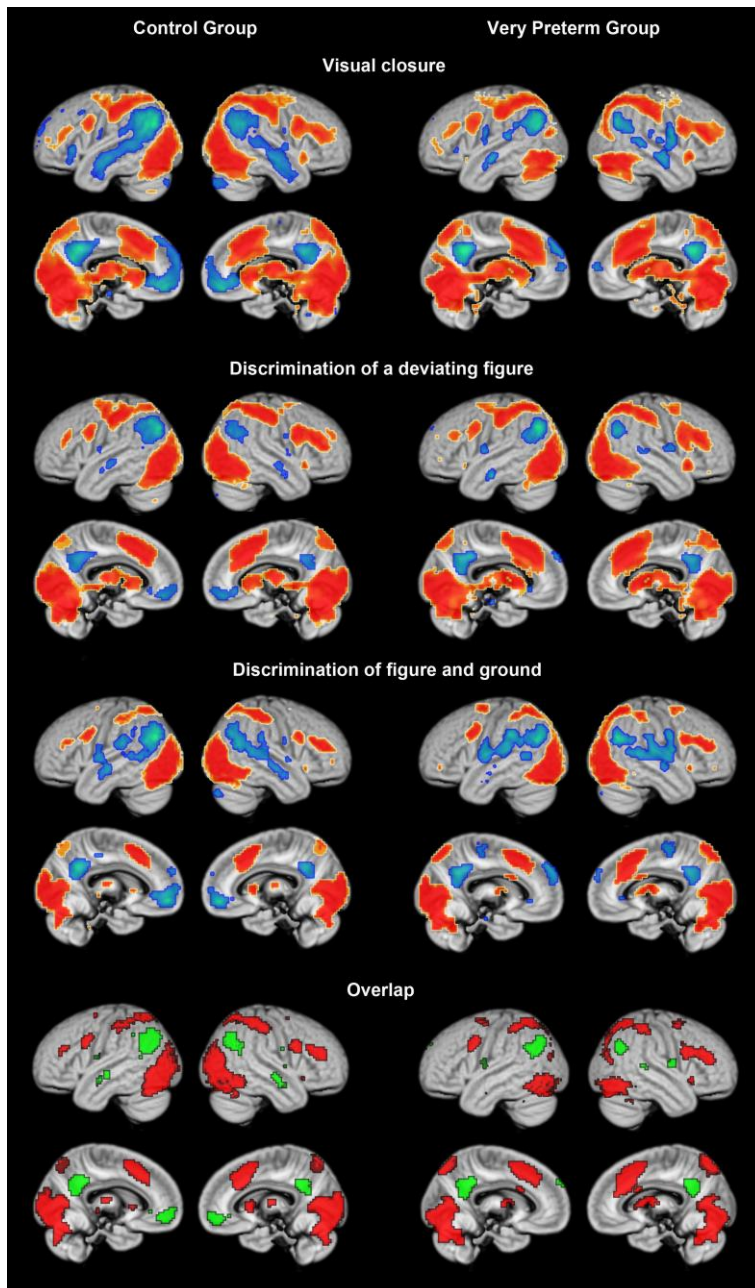 Control Group
Very Preterm Group
Visual closure
Discrimination of a deviating figure
Discrimination of figure and ground
Overlap